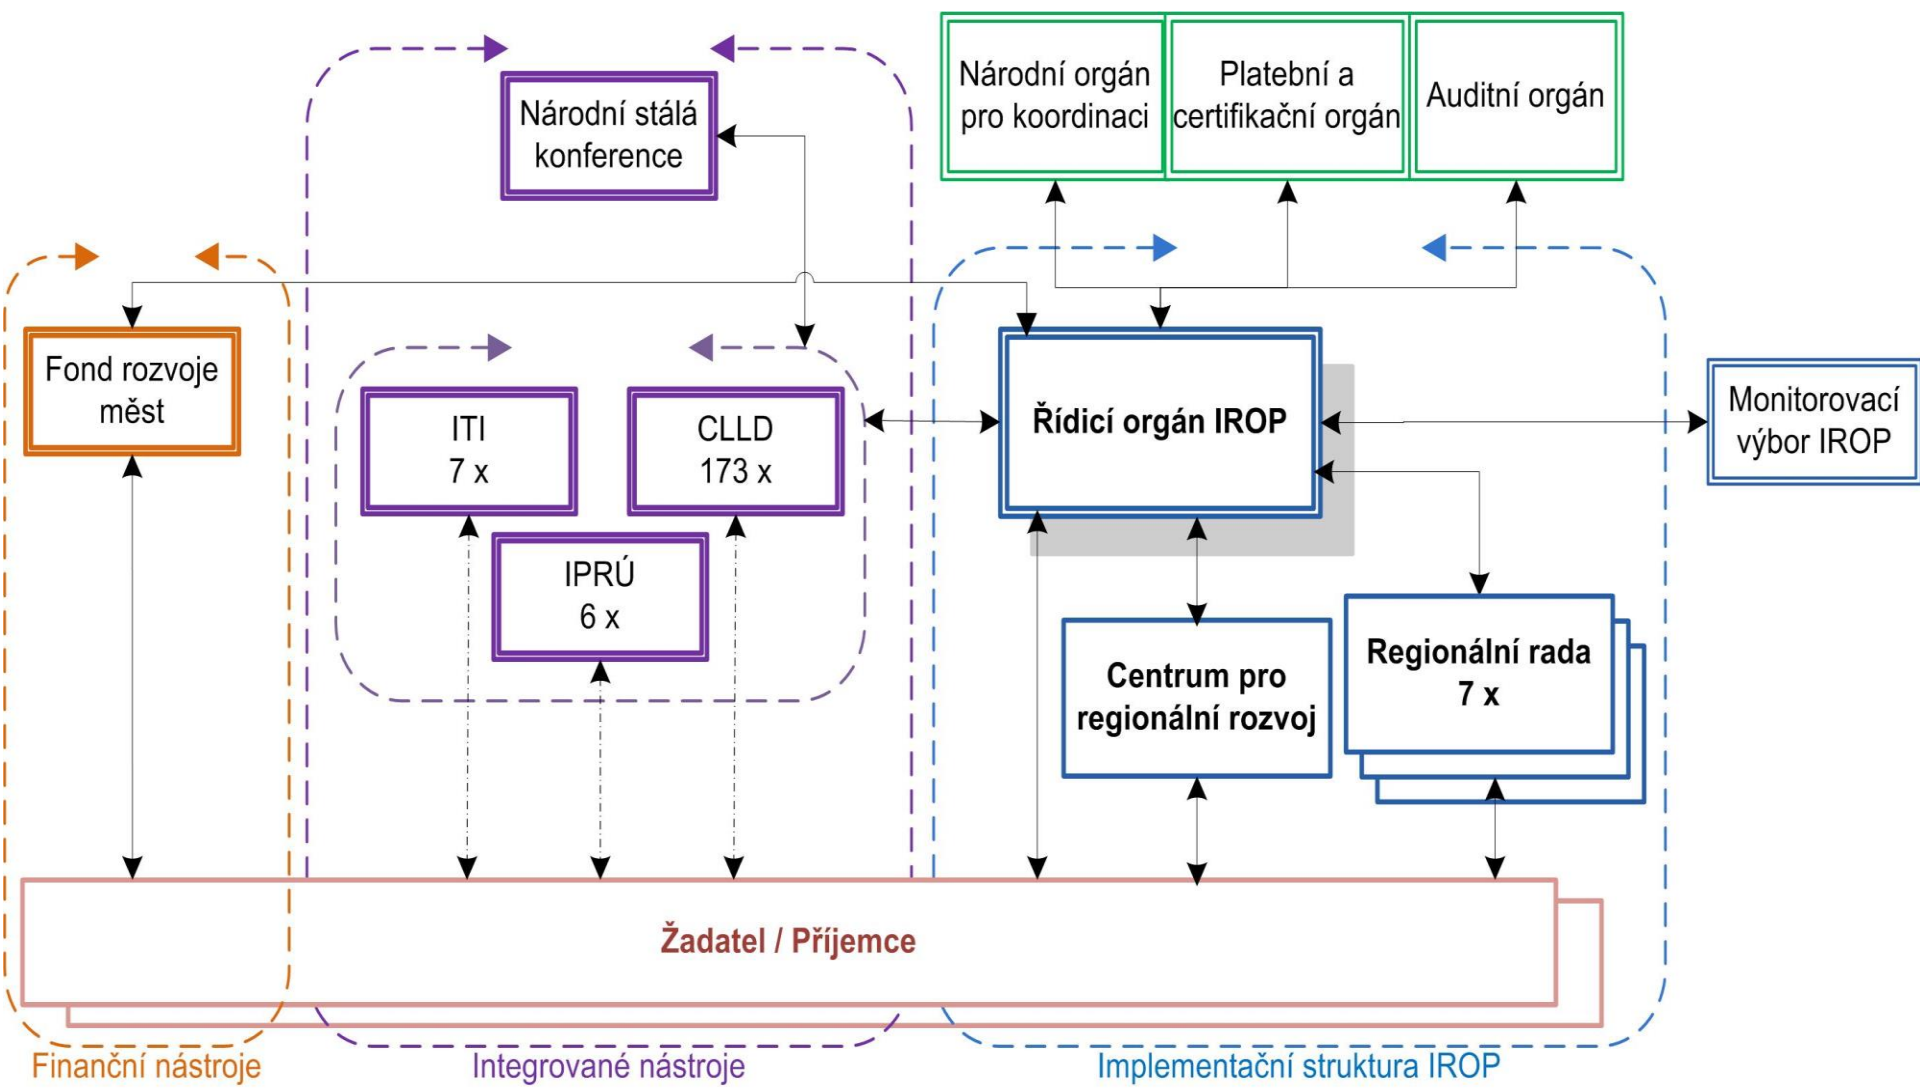 Národní orgán
pro koordinaci
Platební a
certifikační orgán
Auditní orgán
Národní stálá
konference
Fond rozvoje
měst
ITI
7 x
CLLD
173 x
IPRÚ
6 x
Řídicí orgán IROP
Monitorovací
výbor IROP
Centrum pro
regionální rozvoj
Regionální rada
7 x
Žadatel / Příjemce
Finanční nástroje
Integrované nástroje
Implementační struktura IROP